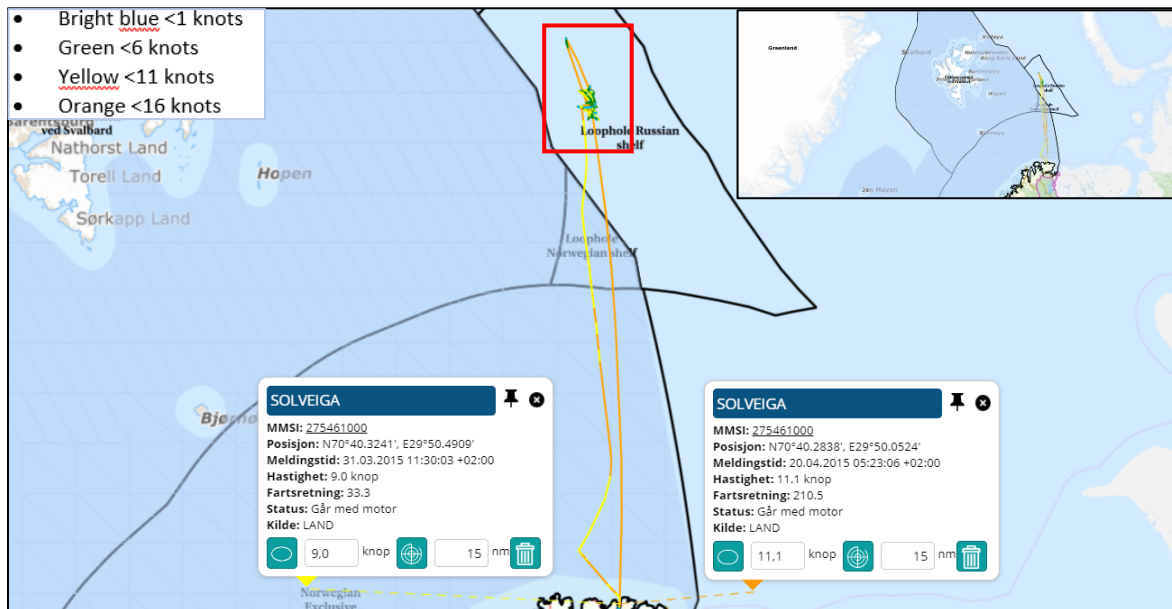 • Bright blue <1 knots
• Green <6 knots
• Yellow <11 knots
• Orange <16 knots
ved Svalbard
Nathorst Land
Torell Land
Sørkapp Land
Hopen
Loophole Russian
shelf
Loophole
Norwegian shelf
Greenland
Svalbard
Hopen
Jan Mayen
Bjørnø
SOLVEIGA
MMSI: 275461000
Posisjon: N70°40.3241', E29°50.4909'
Meldingstid: 31.03.2015 11:30:03 +02:00
Hastighet: 9.0 knop
Fartsretning: 33.3
Status: Går med motor
Kilde: LAND
9,0 knop 15 nm
SOLVEIGA
MMSI: 275461000
Posisjon: N70°40.2838', E29°50.0524'
Meldingstid: 20.04.2015 05:23:06 +02:00
Hastighet: 11.1 knop
Fartsretning: 210.5
Status: Går med motor
Kilde: LAND
11,1 knop 15 nm
Norwegian
Exclusive